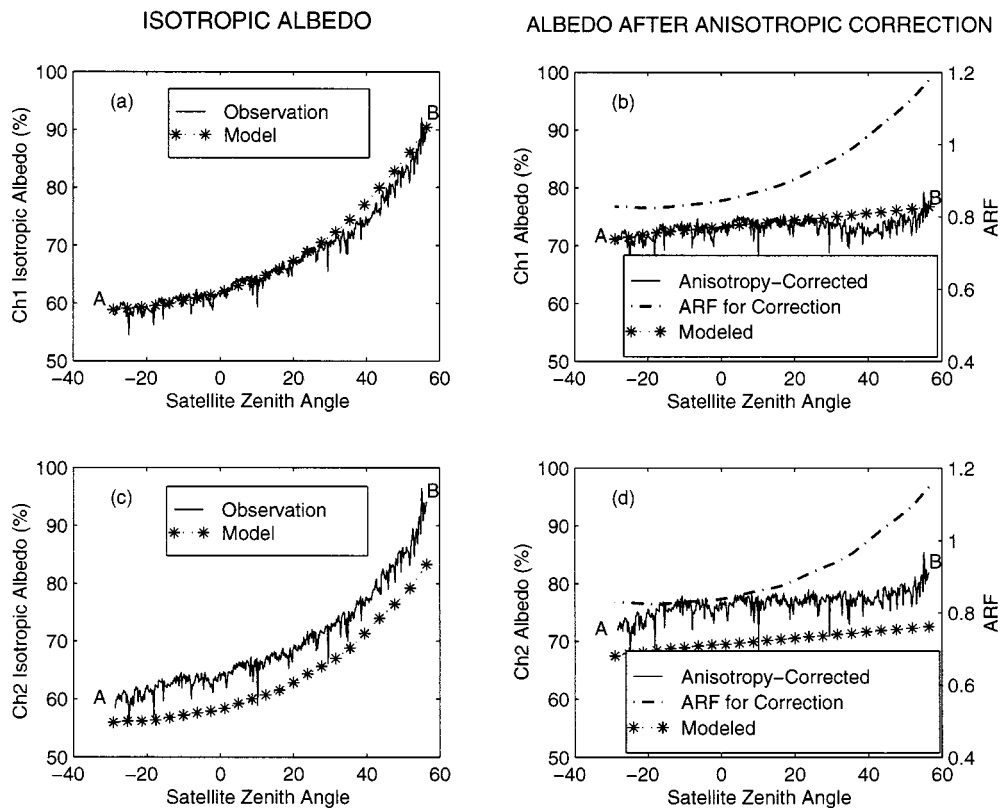 ISOTROPIC ALBEDO
ALBEDO AFTER ANISOTROPIC CORRECTION
(a)
Observation
Model
A
B
100
90
80
70
60
50
Ch1 Isotropic Albedo (%)
−40 −20 0 20 40 60
Satellite Zenith Angle
(b)
A
B
Anisotropy−Corrected
ARF for Correction
Modeled
100
90
80
70
60
50
Ch1 Albedo (%)
1.2
1
0.8
0.6
0.4
ARF
−40 −20 0 20 40 60
Satellite Zenith Angle
(c)
Observation
Model
A
B
100
90
80
70
60
50
Ch2 Isotropic Albedo (%)
−40 −20 0 20 40 60
Satellite Zenith Angle
(d)
A
B
Anisotropy−Corrected
ARF for Correction
Modeled
100
90
80
70
60
50
Ch2 Albedo (%)
1.2
1
0.8
0.6
0.4
ARF
−40 −20 0 20 40 60
Satellite Zenith Angle